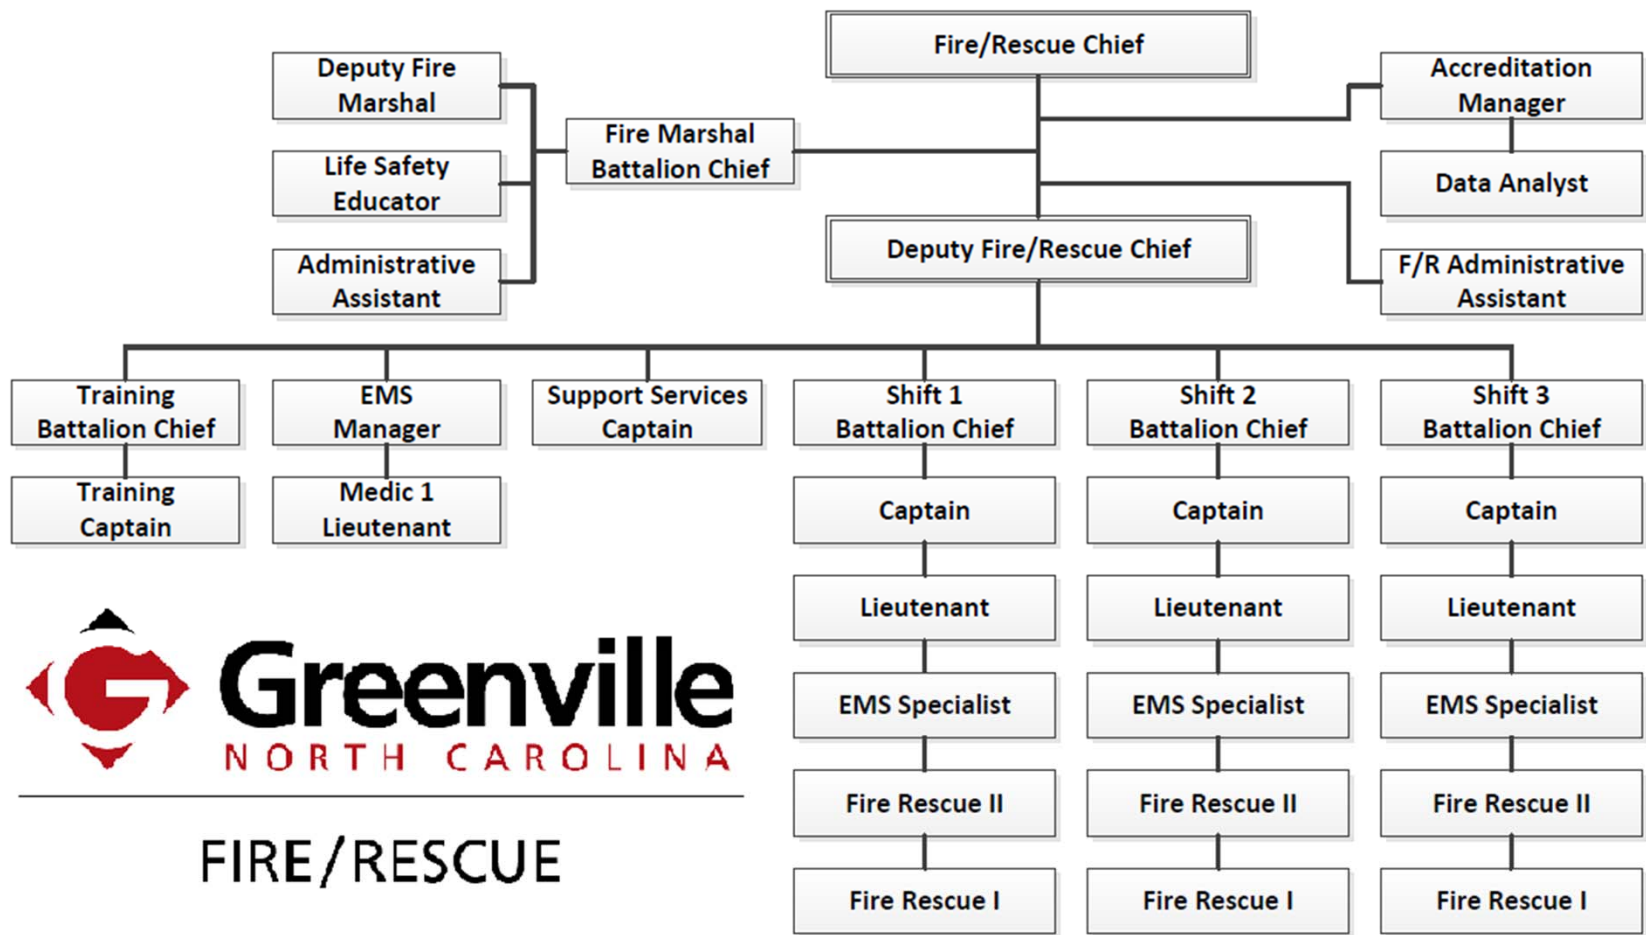 Fire/Rescue Chief
Deputy Fire
Marshal
Accreditation
Manager
Fire Marshal
Battalion Chief
Life Safety
Educator
Data Analyst
Deputy Fire/Rescue Chief
Administrative
Assistant
F/R Administrative
Assistant
Training
Battalion Chief
EMS
Manager
Support Services
Captain
Shift 1
Battalion Chief
Shift 2
Battalion Chief
Shift 3
Battalion Chief
Training
Captain
Medic 1
Lieutenant
Captain
Captain
Captain
Lieutenant
Lieutenant
Lieutenant
EMS Specialist
EMS Specialist
EMS Specialist
Fire Rescue II
Fire Rescue II
Fire Rescue II
Fire Rescue I
Fire Rescue I
Fire Rescue I
G
Greenville
NORTH CAROLINA
FIRE/RESCUE